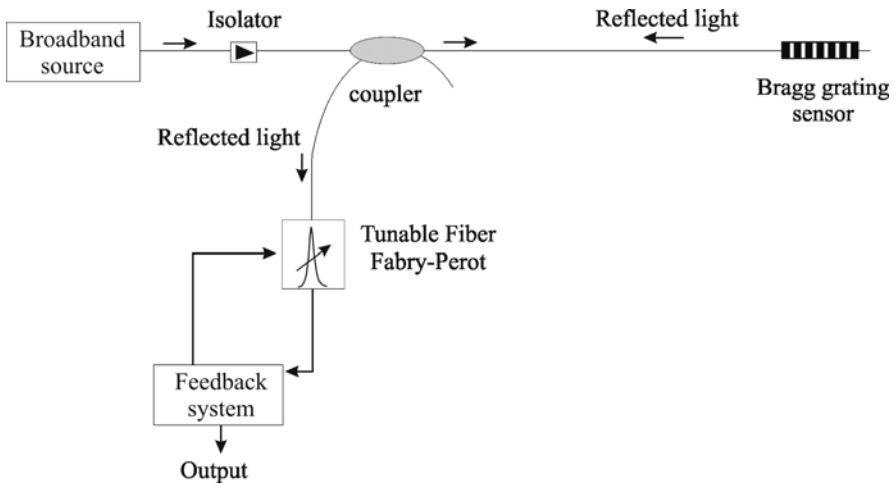 Broadband
source
Isolator
coupler
Reflected light
Bragg grating
sensor
Reflected light
Tunable Fiber
Fabry-Perot
Feedback
system
Output